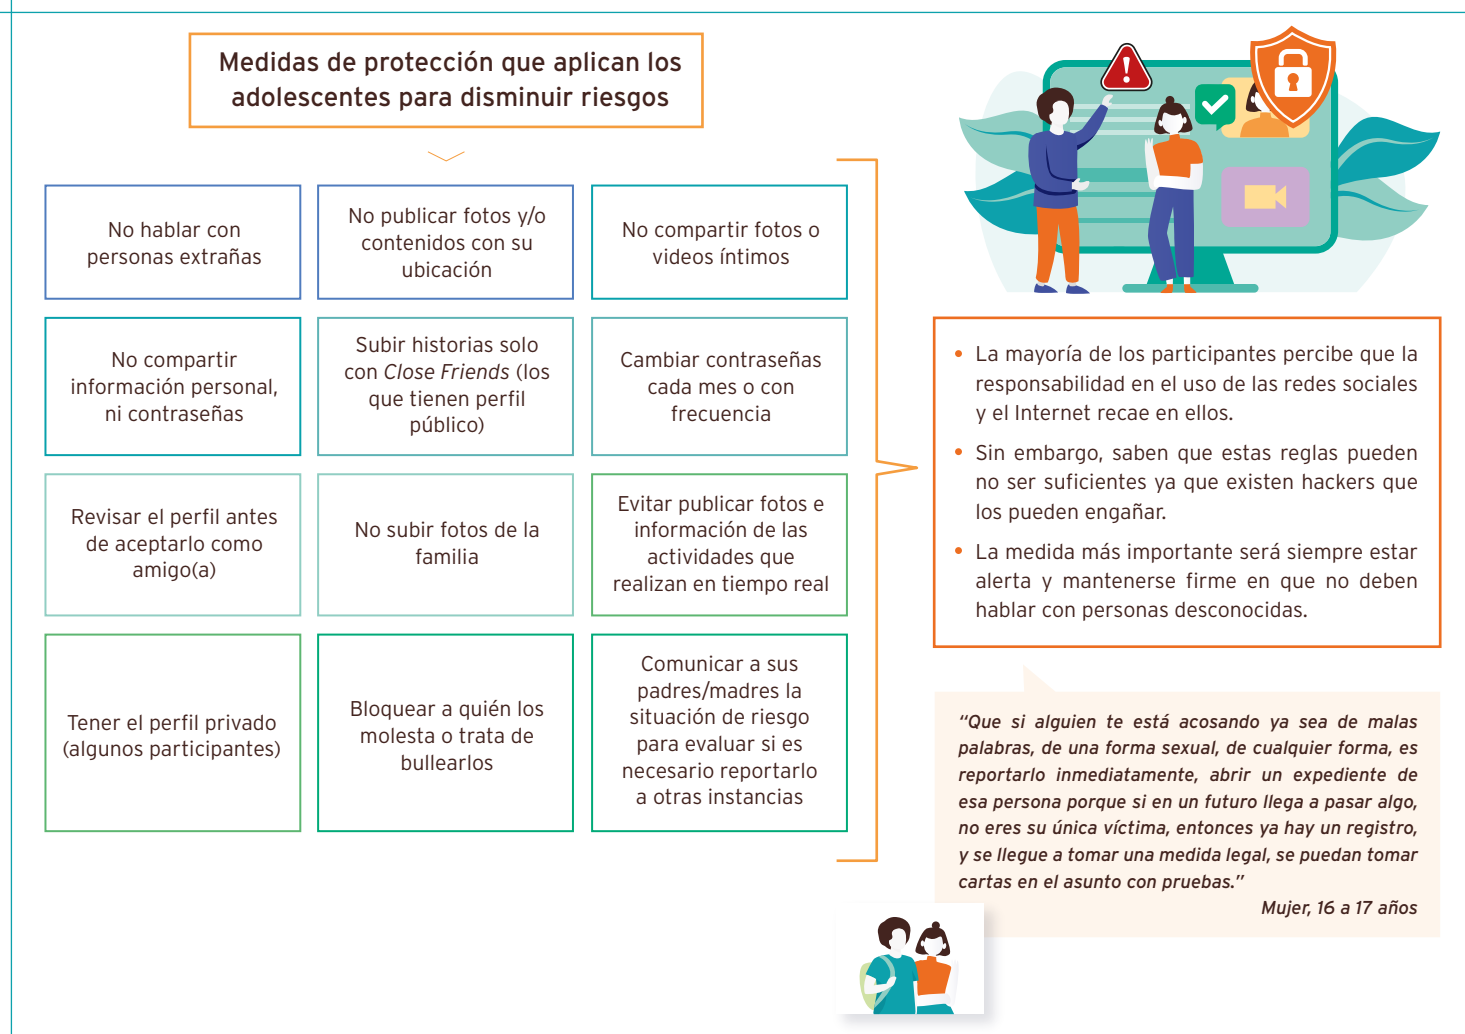 Medidas de protección que aplican los
adolescentes para disminuir riesgos
No hablar con
personas extrañas
No publicar fotos y/o
contenidos con su
ubicación
No compartir fotos o
videos íntimos
No compartir
información personal,
ni contraseñas
Subir historias solo
con Close Friends (los
que tienen perfil
público)
Cambiar contraseñas
cada mes o con
frecuencia
Revisar el perfil antes
de aceptarlo como
amigo(a)
No subir fotos de la
familia
Evitar publicar fotos e
información de las
actividades que
realizan en tiempo real
Tener el perfil privado
(algunos participantes)
Bloquear a quién los
molesta o trata de
bullearlos
Comunicar a sus
padres/madres la
situación de riesgo
para evaluar si es
necesario reportarlo
a otras instancias
• La mayoría de los participantes percibe que la
responsabilidad en el uso de las redes sociales
y el Internet recae en ellos.
• Sin embargo, saben que estas reglas pueden
no ser suficientes ya que existen hackers que
los pueden engañar.
• La medida más importante será siempre estar
alerta y mantenerse firme en que no deben
hablar con personas desconocidas.
“Que si alguien te está acosando ya sea de malas
palabras, de una forma sexual, de cualquier forma, es
reportarlo inmediatamente, abrir un expediente de
esa persona porque si en un futuro llega a pasar algo,
no eres su única víctima, entonces ya hay un registro,
y se llegue a tomar una medida legal, se puedan tomar
cartas en el asunto con pruebas.”
Mujer, 16 a 17 años